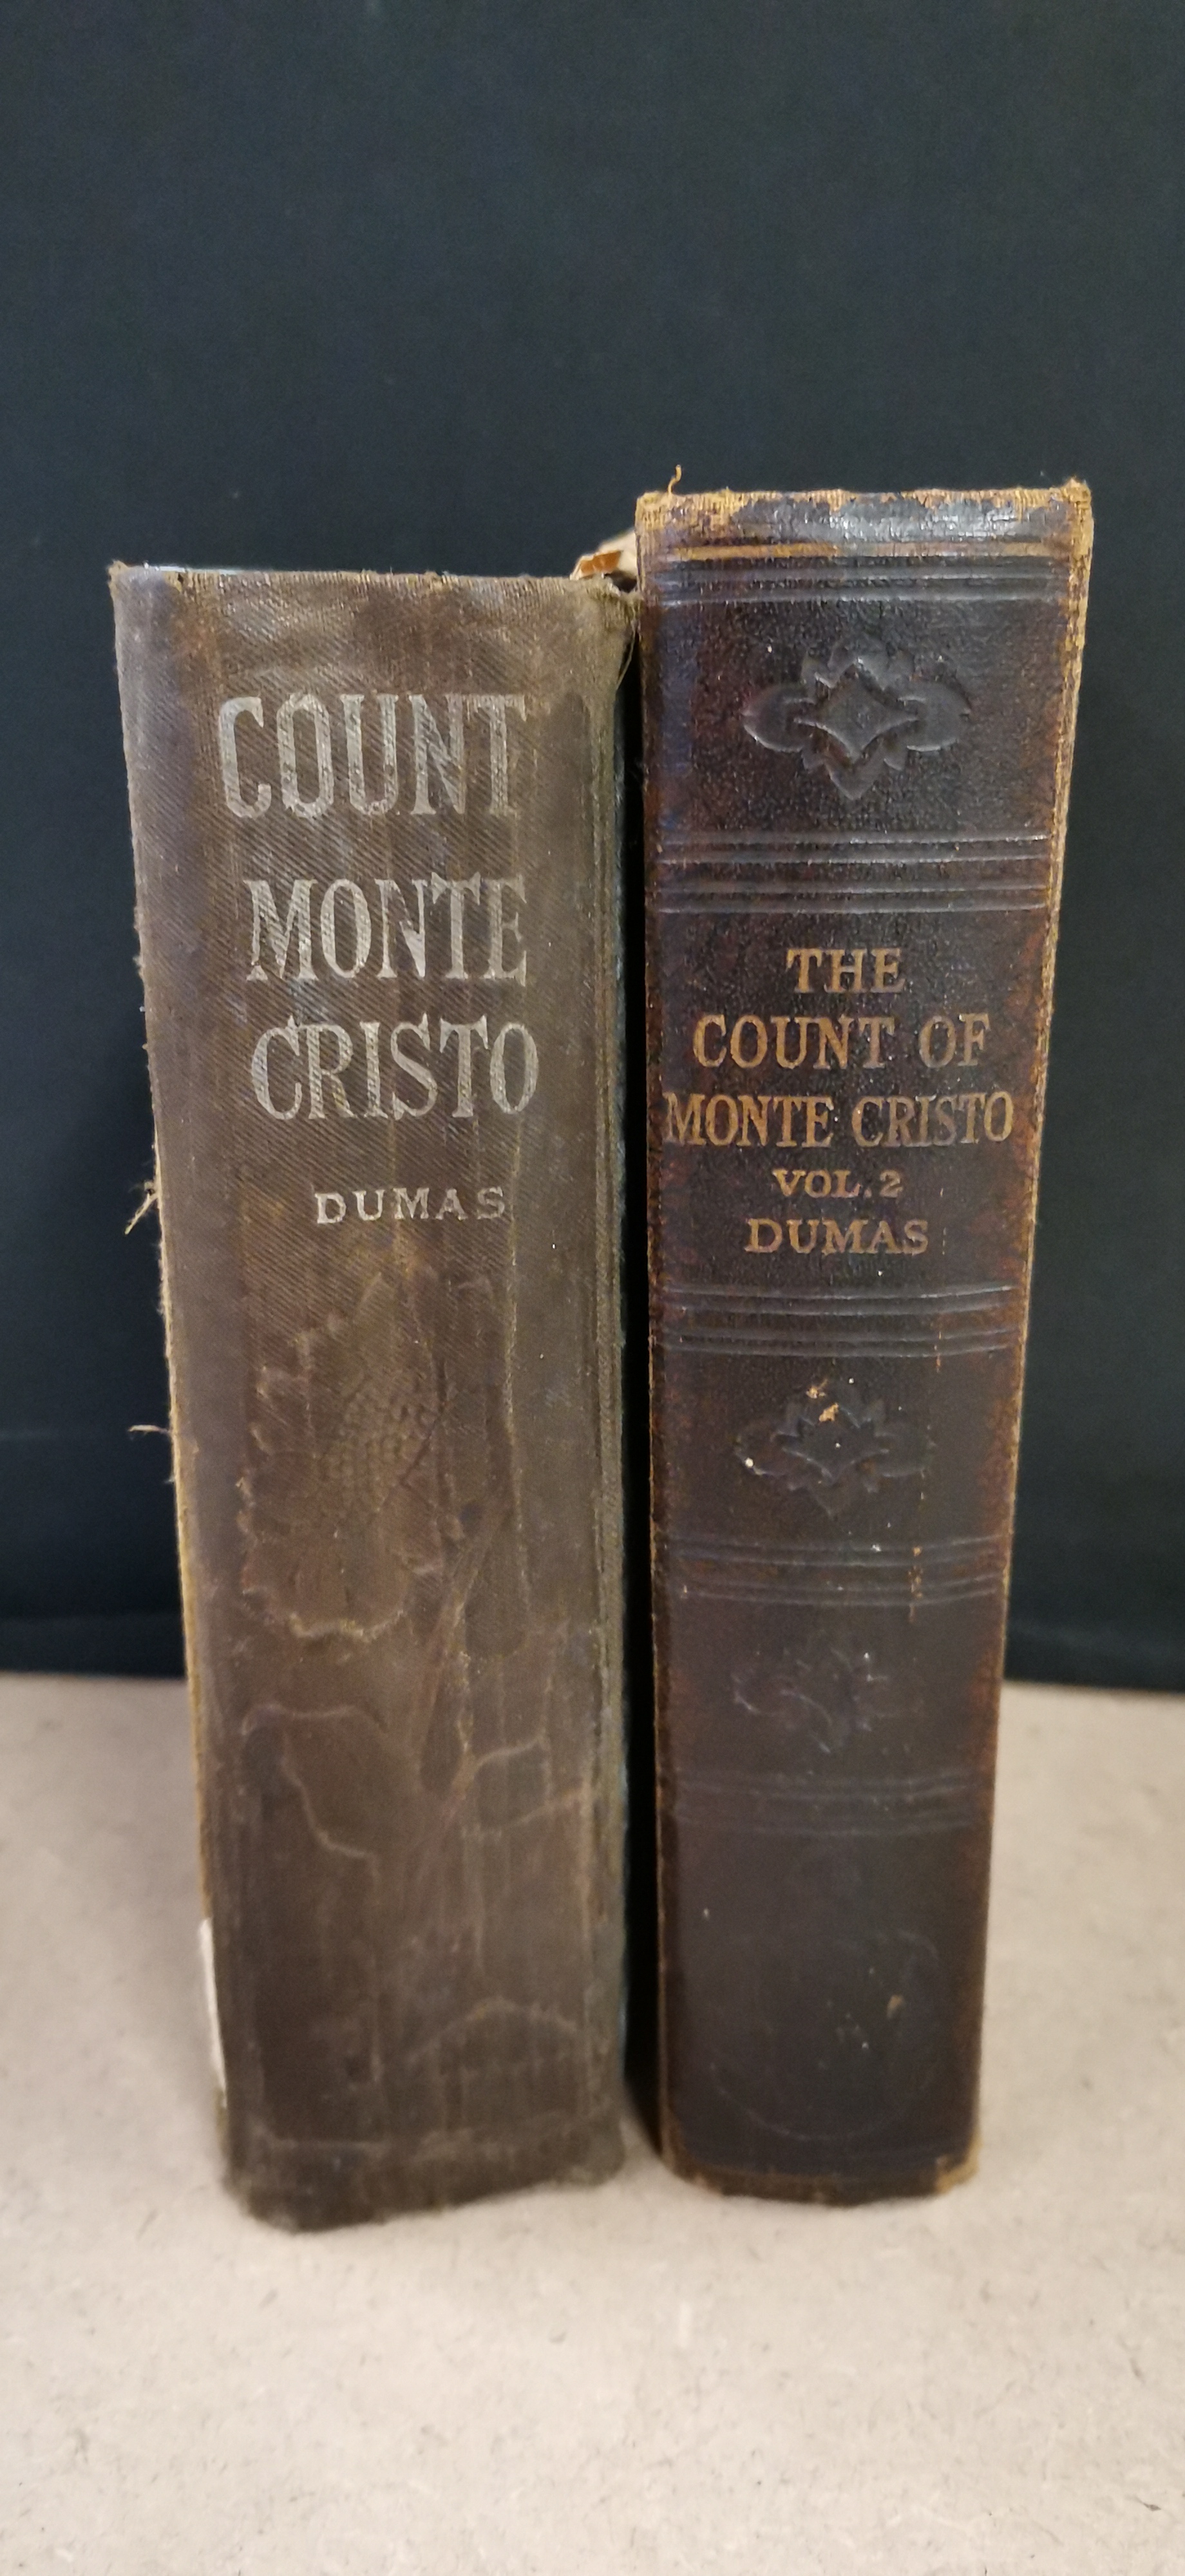 COUNT
MONTE
CRISTO
DUMAS
THE
COUNT OF
MONTE CRISTO
VOL. 2
DUMAS